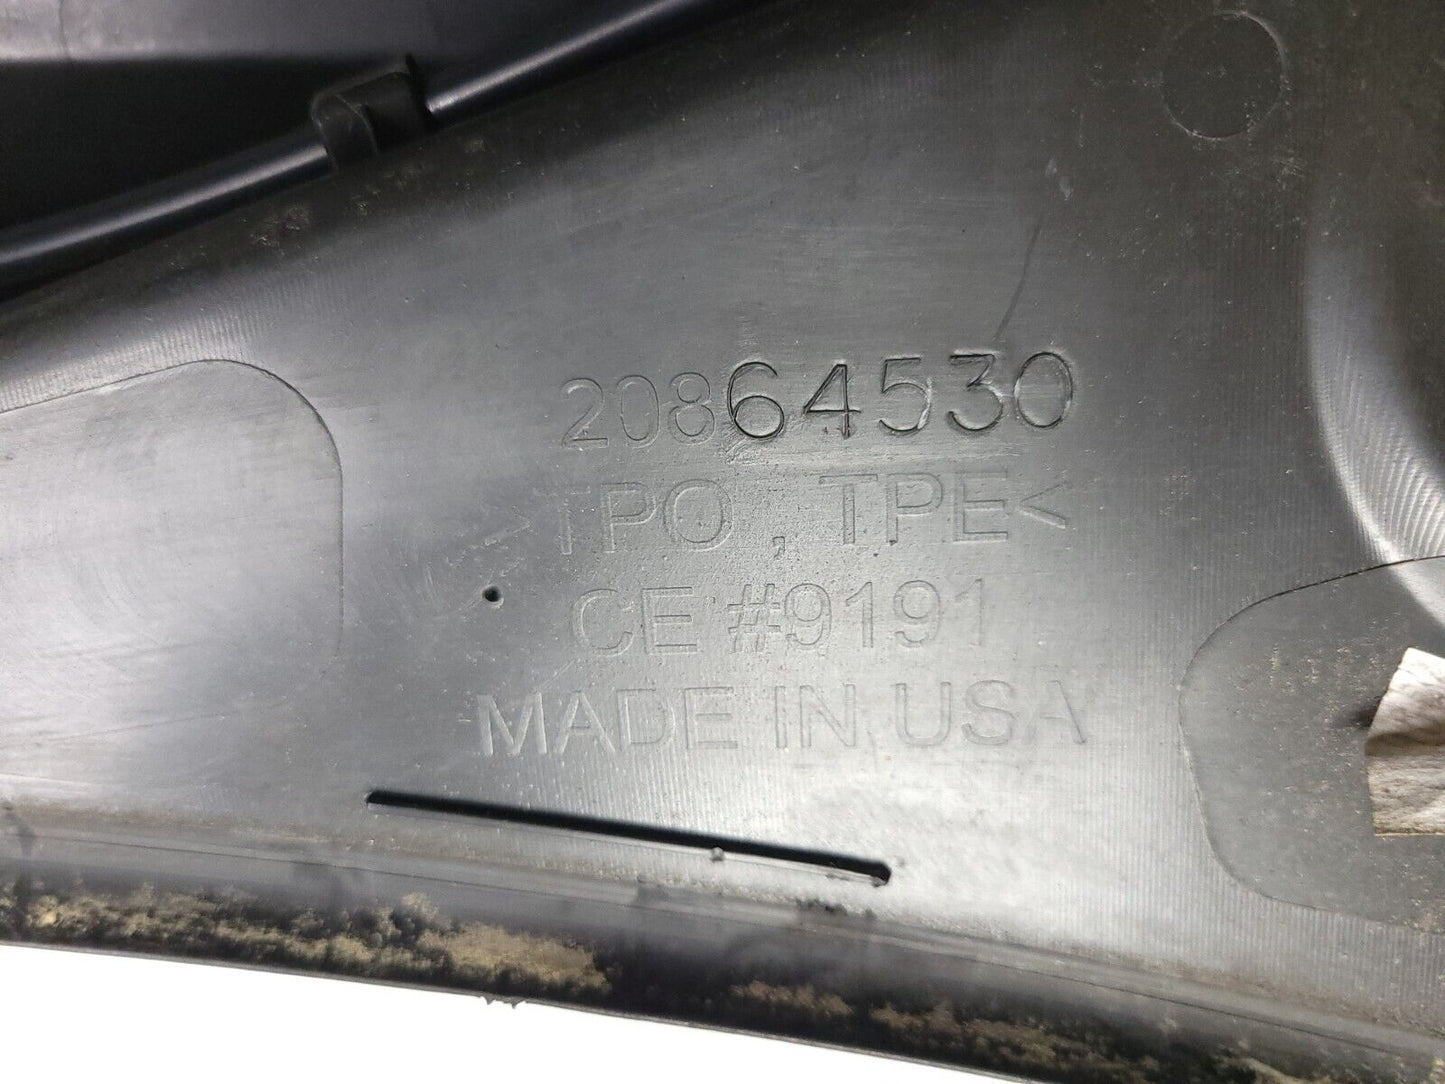 20864530
>TPO, TPE<
CE #9191
MADE IN USA